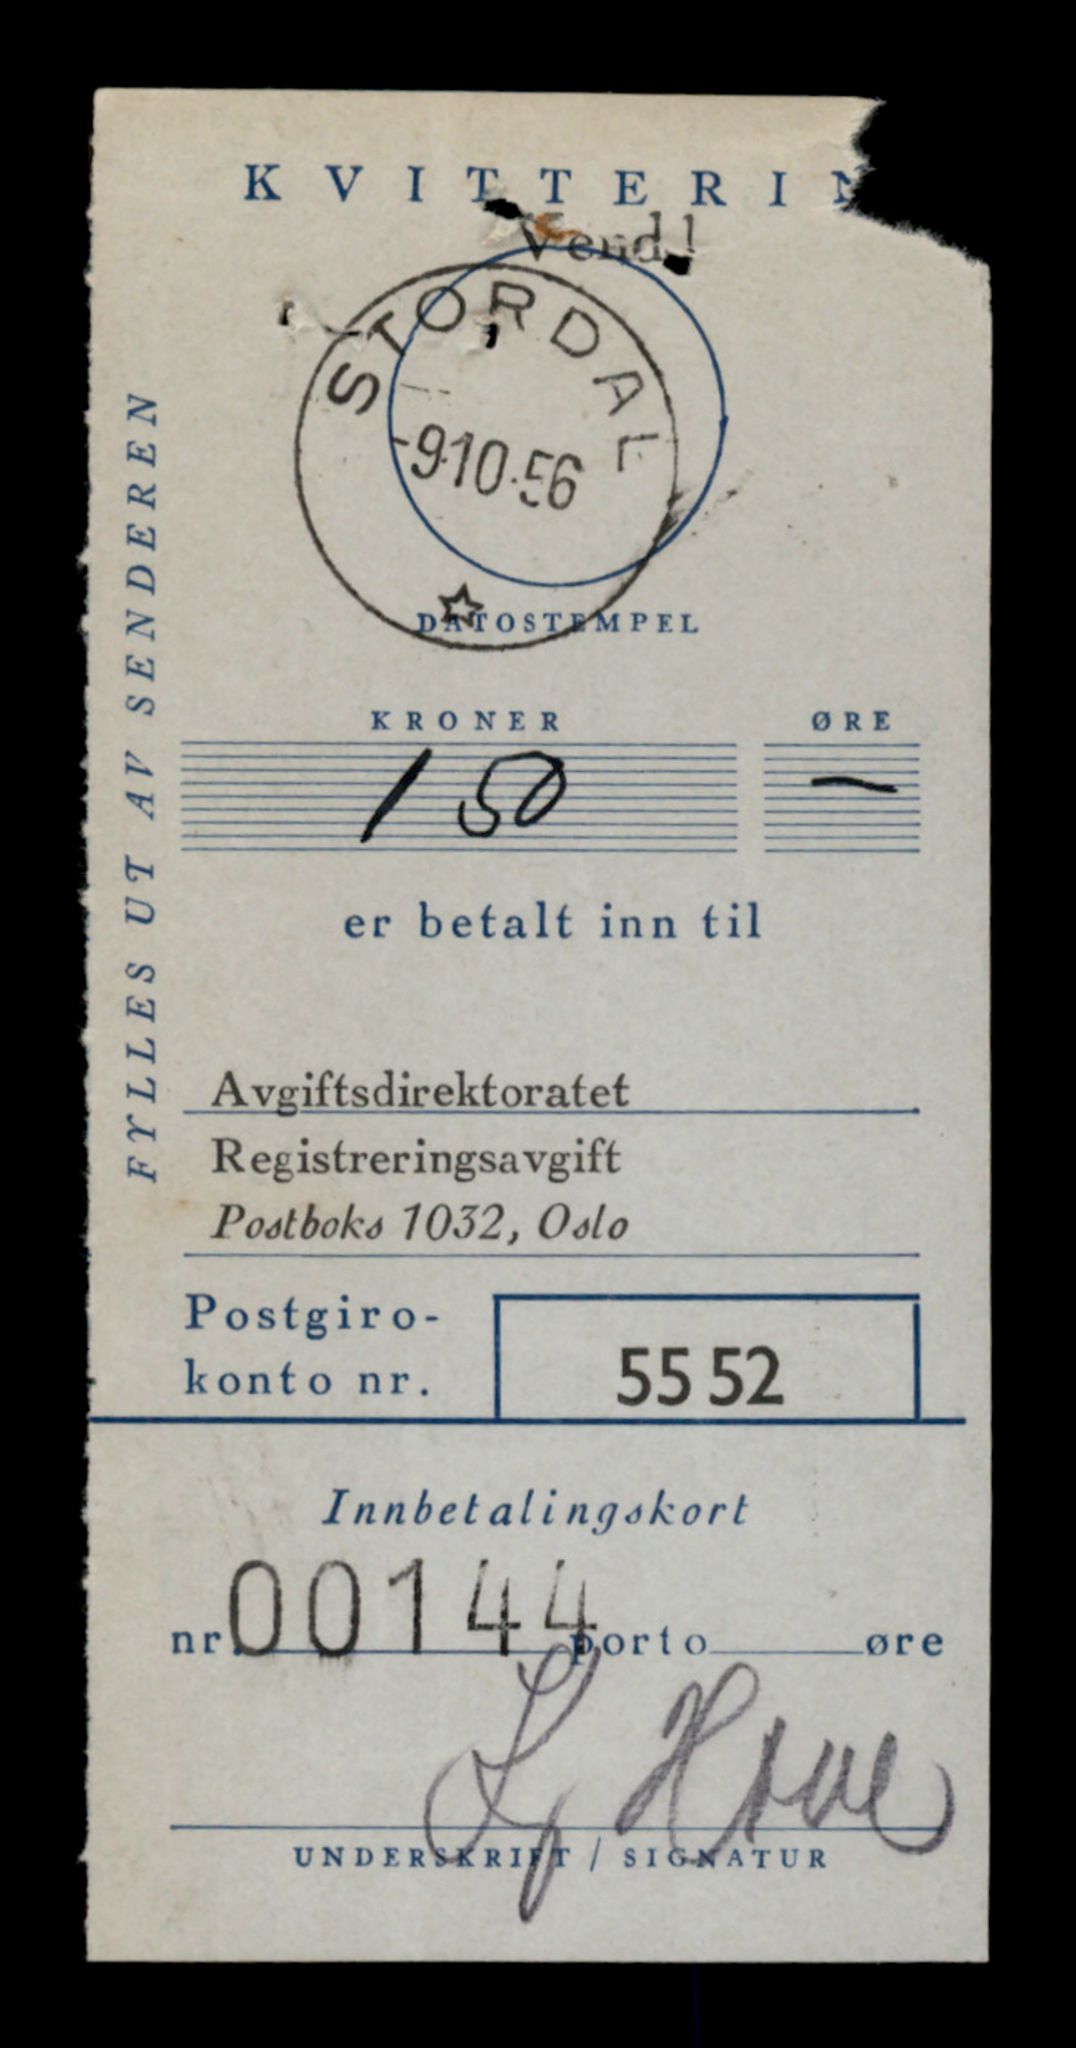 KVITTERIN
Vend!
STORDAL
-9.10.56
DATOSTEMPEL
FYLLES UT AV SENDEREN
KRONER ØRE
150 —
er betalt inn til
Avgiftsdirektoratet
Registreringsavgift
Postboks 1032, Oslo
Postgiro-
konto nr. 5552
Innbetalingskort
nr. 00144 porto øre
UNDERSKRIFT / SIGNATUR